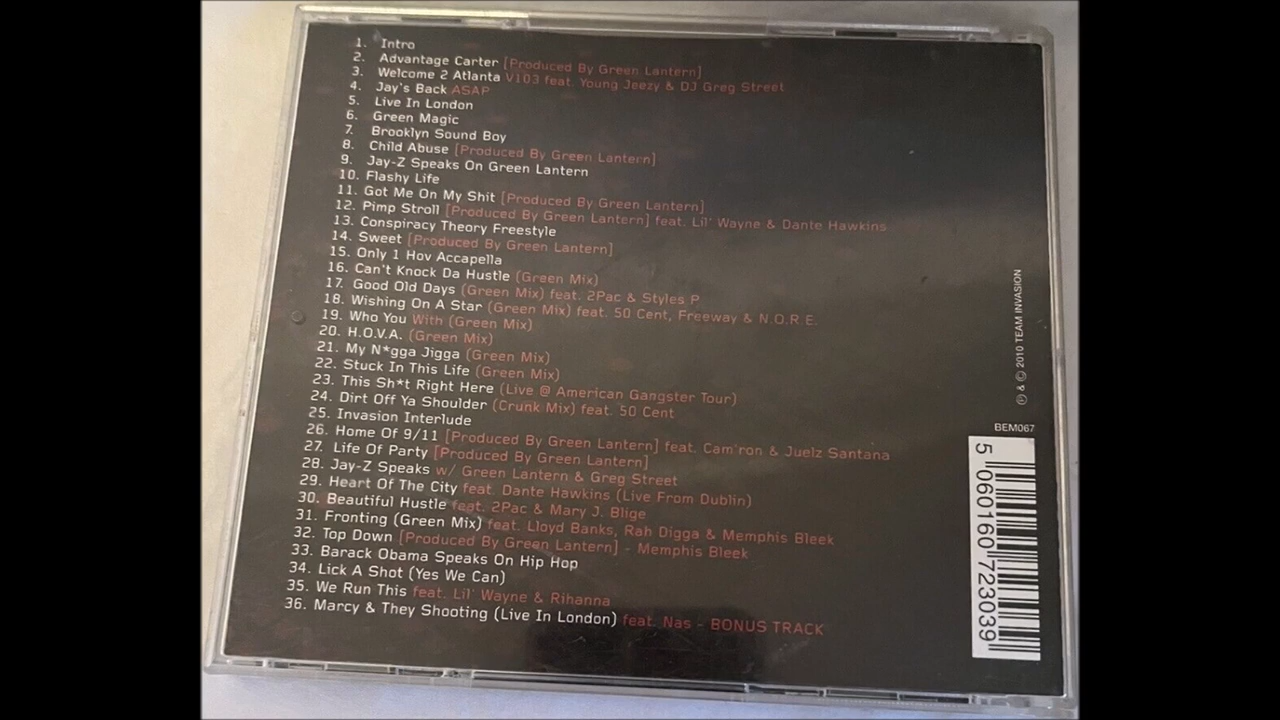 1. Intro
2. Advantage Carter [Produced By Green Lantern]
3. Welcome 2 Atlanta V103 feat. Young Jeezy & DJ Greg Street
4. Jay's Back ASAP
5. Live In London
6. Green Magic
7. Brooklyn Sound Boy
8. Child Abuse [Produced By Green Lantern]
9. Jay-Z Speaks On Green Lantern
10. Flashy Life
11. Got Me On My Shit [Produced By Green Lantern]
12. Pimp Stroll [Produced By Green Lantern] feat. Lil' Wayne & Dante Hawkins
13. Conspiracy Theory Freestyle
14. Sweet [Produced By Green Lantern]
15. Only 1 Hov Accapella
16. Can't Knock Da Hustle (Green Mix)
17. Good Old Days (Green Mix) feat. 2Pac & Styles P
18. Wishing On A Star (Green Mix) feat. 50 Cent, Freeway & N.O.R.E.
19. Who You With (Green Mix)
20. H.O.V.A. (Green Mix)
21. My N*gga Jigga (Green Mix)
22. Stuck In This Life (Green Mix)
23. This Sh*t Right Here (Live @ American Gangster Tour)
24. Dirt Off Ya Shoulder (Crunk Mix) feat. 50 Cent
25. Invasion Interlude
26. Home Of 9/11 [Produced By Green Lantern] feat. Cam'ron & Juelz Santana
27. Life Of Party [Produced By Green Lantern]
28. Jay-Z Speaks w/ Green Lantern & Greg Street
29. Heart Of The City feat. Dante Hawkins (Live From Dublin)
30. Beautiful Hustle feat. 2Pac & Mary J. Blige
31. Fronting (Green Mix) feat. Lloyd Banks, Rah Digga & Memphis Bleek
32. Top Down [Produced By Green Lantern] - Memphis Bleek
33. Barack Obama Speaks On Hip Hop
34. Lick A Shot (Yes We Can)
35. We Run This feat. Lil' Wayne & Rihanna
36. Marcy & They Shooting (Live In London) feat. Nas - BONUS TRACK
℗ & © 2010 TEAM INVASION
BEM067
5 060160 723039